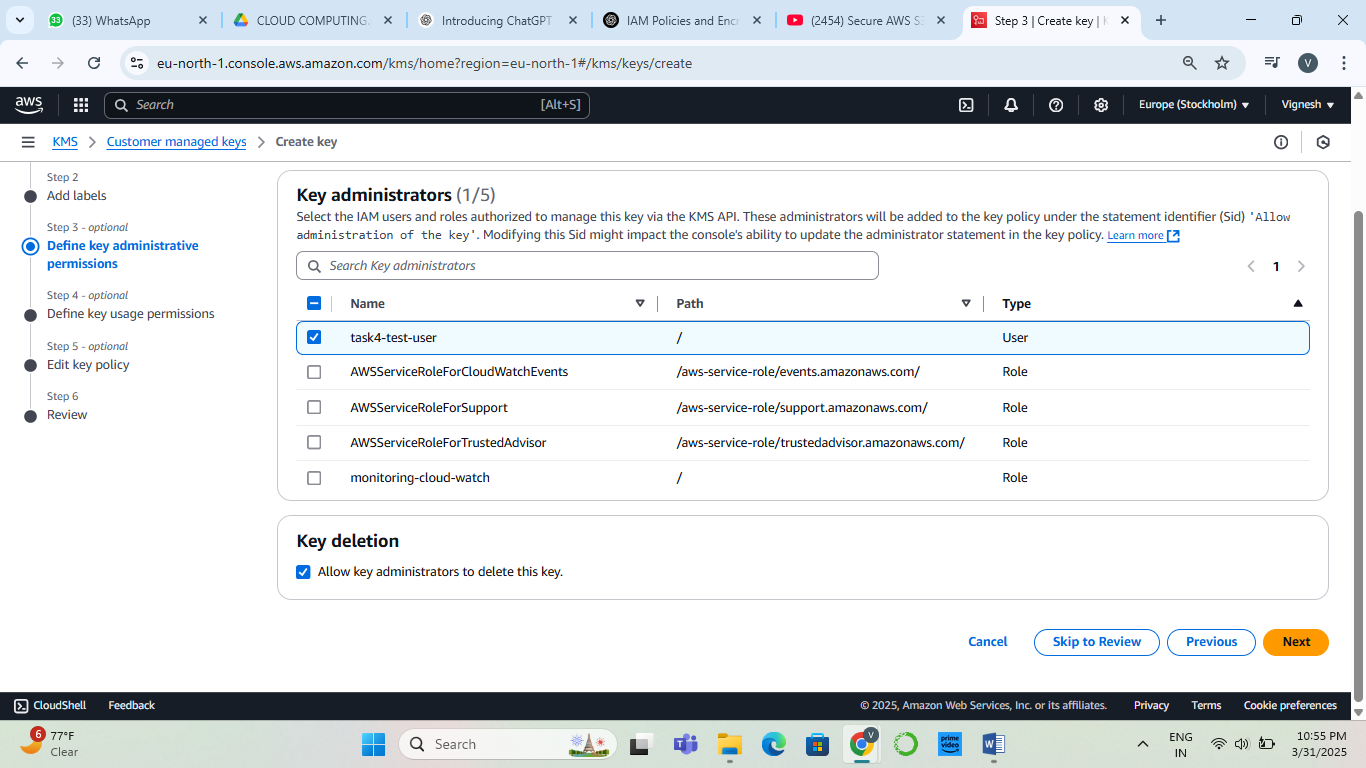 (33) WhatsApp
CLOUD COMPUTING.
Introducing ChatGPT
IAM Policies and Encr
(2454) Secure AWS S
Step 3 | Create key | K
eu-north-1.console.aws.amazon.com/kms/home?region=eu-north-1#/kms/keys/create
V
aws
Search
[Alt+S]
Europe (Stockholm)
Vignesh
KMS
Customer managed keys
Create key
Step 2
Add labels
Step 3 - optional
Define key administrative
permissions
Step 4 - optional
Define key usage permissions
Step 5 - optional
Edit key policy
Step 6
Review
Key administrators (1/5)
Select the IAM users and roles authorized to manage this key via the KMS API. These administrators will be added to the key policy under the statement identifier (Sid) 'Allow
administration of the key'. Modifying this Sid might impact the console's ability to update the administrator statement in the key policy. Learn more
Search Key administrators
1
Name Path Type
task4-test-user / User
AWSServiceRoleForCloudWatchEvents /aws-service-role/events.amazonaws.com/ Role
AWSServiceRoleForSupport /aws-service-role/support.amazonaws.com/ Role
AWSServiceRoleForTrustedAdvisor /aws-service-role/trustedadvisor.amazonaws.com/ Role
monitoring-cloud-watch / Role
Key deletion
Allow key administrators to delete this key.
Cancel
Skip to Review
Previous
Next
CloudShell
Feedback
© 2025, Amazon Web Services, Inc. or its affiliates.
Privacy
Terms
Cookie preferences
6
77°F
Clear
Search
V
prime
video
ENG
IN
10:55 PM
3/31/2025